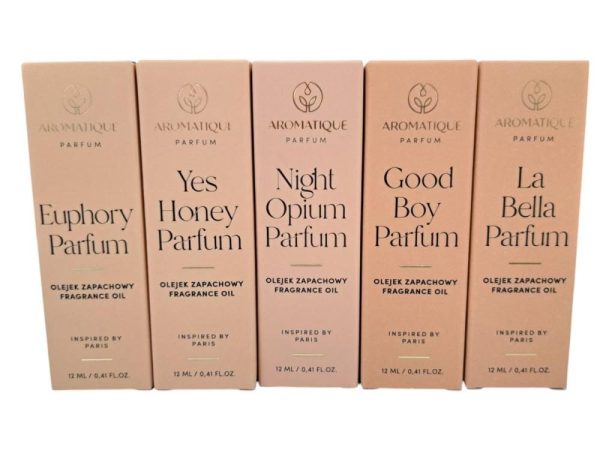 AROMATIQUE
PARFUM
Euphory
Parfum
OLEJEK ZAPACHOWY
FRAGRANCE OIL
INSPIRED BY
PARIS
12 ML / 0,41 FL.OZ.
AROMATIQUE
PARFUM
Yes
Honey
Parfum
OLEJEK ZAPACHOWY
FRAGRANCE OIL
INSPIRED BY
PARIS
12 ML / 0,41 FL.OZ.
AROMATIQUE
PARFUM
Night
Opium
Parfum
OLEJEK ZAPACHOWY
FRAGRANCE OIL
INSPIRED BY
PARIS
12 ML / 0,41 FL.OZ.
AROMATIQUE
PARFUM
Good
Boy
Parfum
OLEJEK ZAPACHOWY
FRAGRANCE OIL
INSPIRED BY
PARIS
12 ML / 0,41 FL.OZ.
AROMATIQUE
PARFUM
La
Bella
Parfum
OLEJEK ZAPACHOWY
FRAGRANCE OIL
INSPIRED BY
PARIS
12 ML / 0,41 FL.OZ.